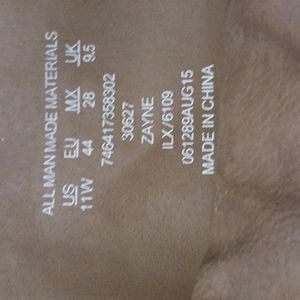 ALL MAN MADE MATERIALS
US EU MX UK
11W 44 28 9.5
746417358302
30627
ZAYNE
ILX/6109
061289AUG15
MADE IN CHINA